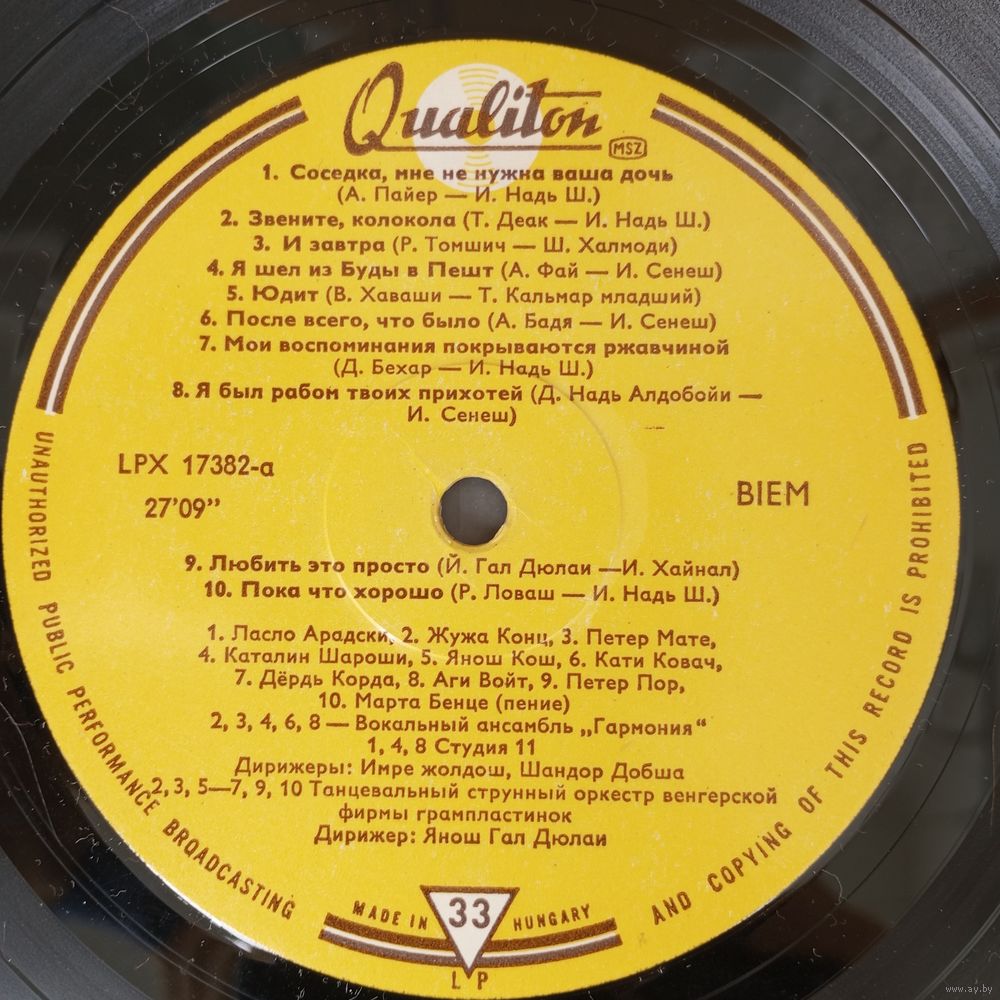 Qualiton
MSZ
1. Соседка, мне не нужна ваша дочь
(А. Пайер — И. Надь Ш.)
2. Звените, колокола (Т. Деак — И. Надь Ш.)
3. И завтра (Р. Томшич — Ш. Халмоди)
4. Я шел из Буды в Пешт (А. Фай — И. Сенеш)
5. Юдит (В. Хаваши — Т. Кальмар младший)
6. После всего, что было (А. Бадя — И. Сенеш)
7. Мои воспоминания покрываются ржавчиной
(Д. Бехар — И. Надь Ш.)
8. Я был рабом твоих прихотей (Д. Надь Алдобойи —
И. Сенеш)
LPX 17382-a
27'09"
BIEM
9. Любить это просто (Й. Гал Дюлаи —И. Хайнал)
10. Пока что хорошо (Р. Ловаш — И. Надь Ш.)
1. Ласло Арадски, 2. Жужа Конц, 3. Петер Мате,
4. Каталин Шароши, 5. Янош Кош, 6. Кати Ковач,
7. Дёрдь Корда, 8. Аги Войт, 9. Петер Пор,
10. Марта Бенце (пение)
2, 3, 4, 6, 8 — Вокальный ансамбль „Гармония“
1, 4, 8 Студия 11
Дирижеры: Имре жолдош, Шандор Добша
2, 3, 5—7, 9, 10 Танцевальный струнный оркестр венгерской
фирмы грампластинок
Дирижер: Янош Гал Дюлаи
UNAUTHORIZED PUBLIC PERFORMANCE BROADCASTING
AND COPYING OF THIS RECORD IS PROHIBITED
MADE IN 33 HUNGARY
LP
www.ay.by